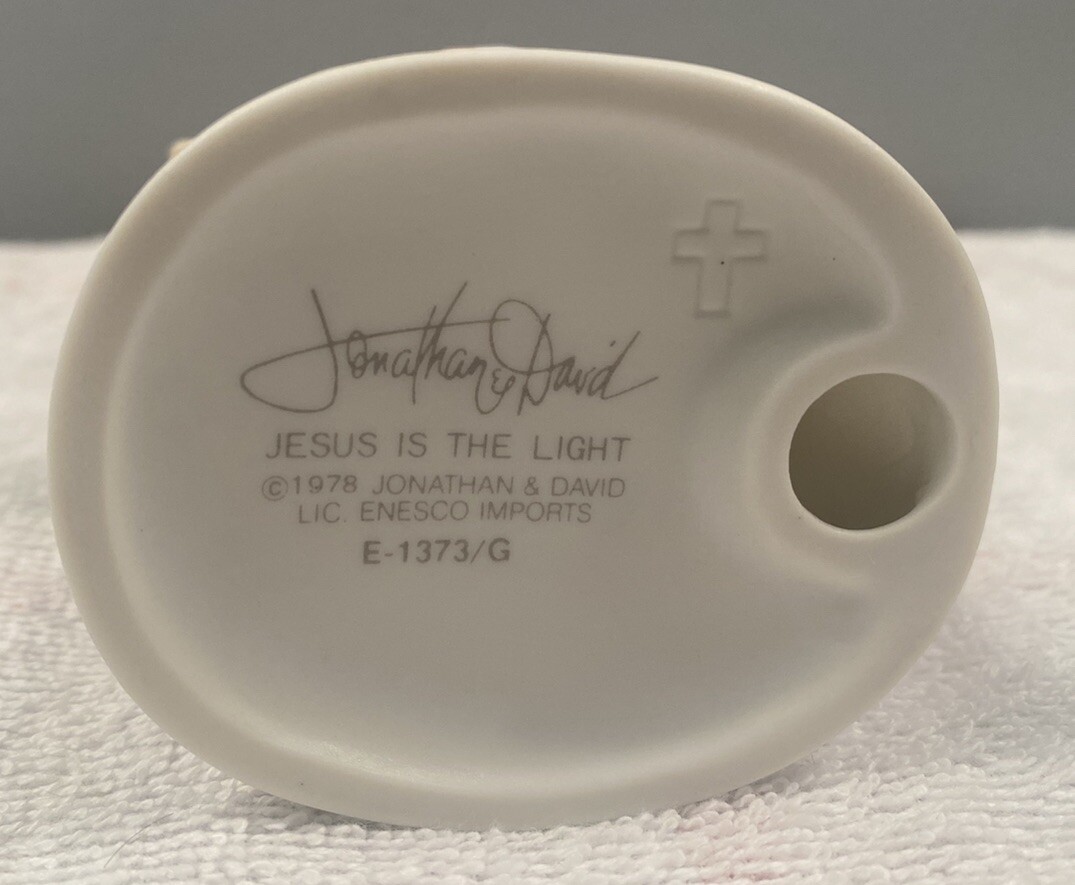 Jonathan & David
JESUS IS THE LIGHT
©1978 JONATHAN & DAVID
LIC. ENESCO IMPORTS
E-1373/G